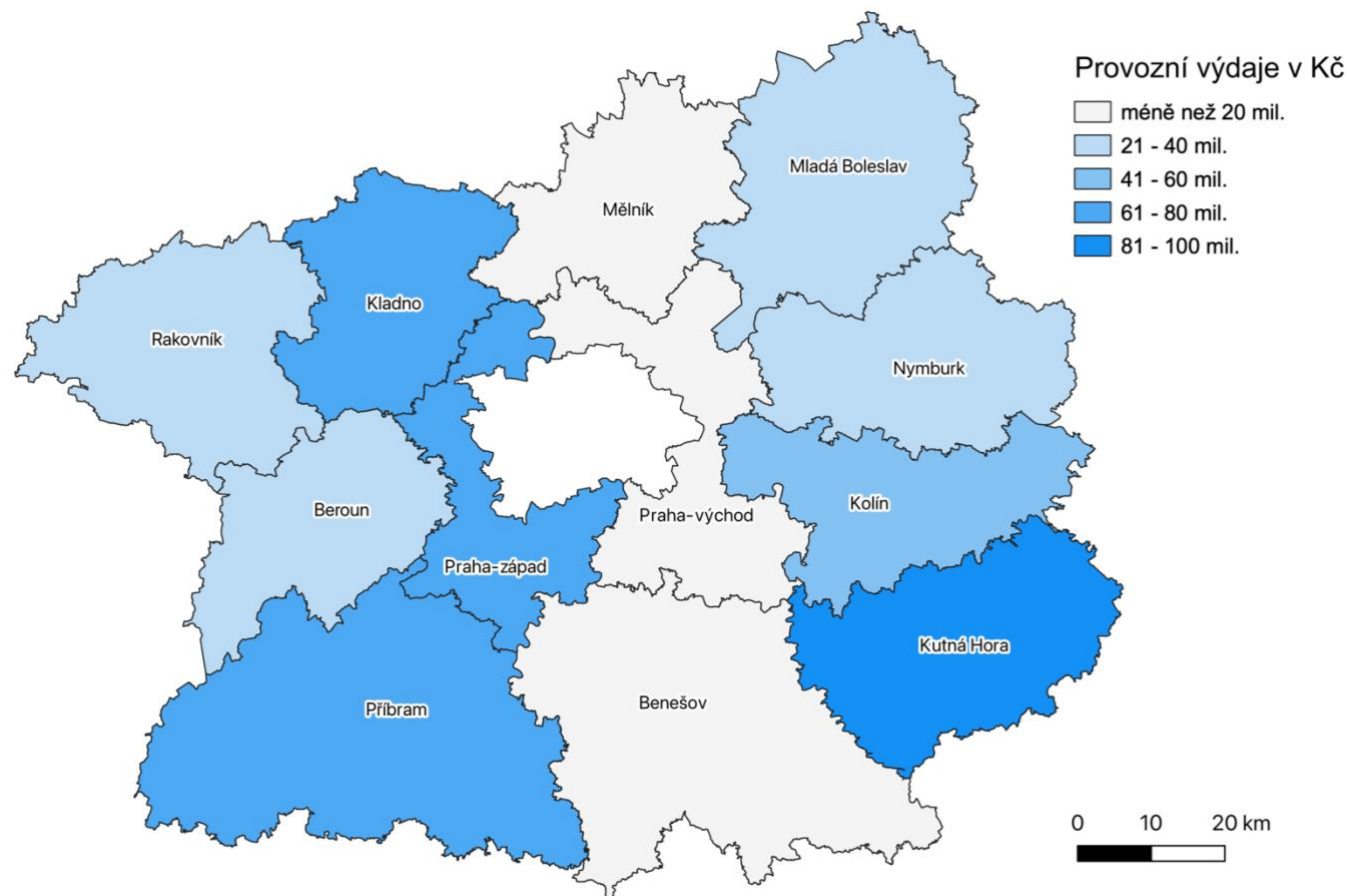 Provozní výdaje v Kč
méně než 20 mil.
21 - 40 mil.
41 - 60 mil.
61 - 80 mil.
81 - 100 mil.
Mladá Boleslav
Mělník
Kladno
Rakovník
Nymburk
Beroun
Kolín
Praha-východ
Praha-západ
Kutná Hora
Benešov
Příbram
0 10 20 km